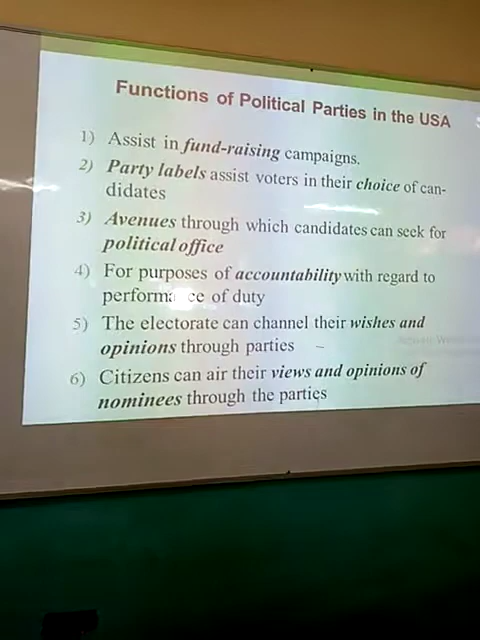 Functions of Political Parties in the USA
1) Assist in fund-raising campaigns.
2) Party labels assist voters in their choice of can-
didates
3) Avenues through which candidates can seek for
political office
4) For purposes of accountability with regard to
performance of duty
5) The electorate can channel their wishes and
opinions through parties
6) Citizens can air their views and opinions of
nominees through the parties